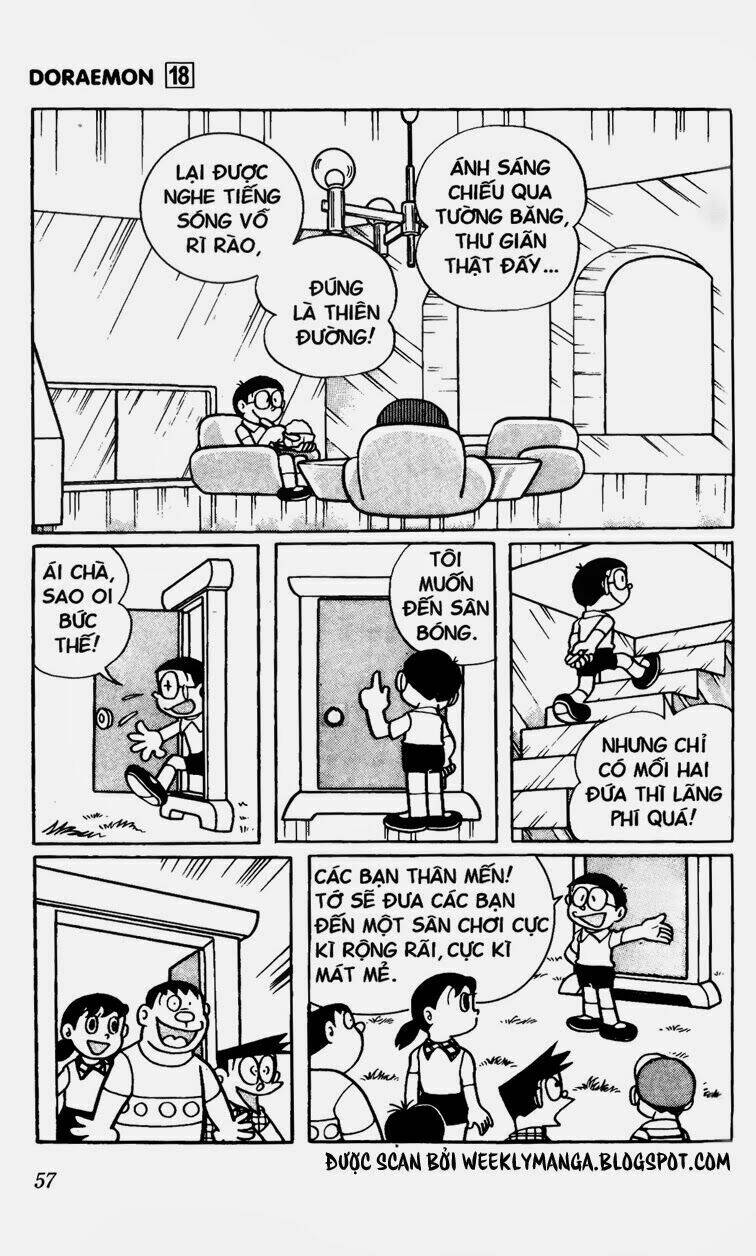 DORAEMON 18
ÁNH SÁNG
CHIẾU QUA
TƯỜNG BĂNG,
THƯ GIÃN
THẬT ĐẤY...
LẠI ĐƯỢC
NGHE TIẾNG
SÓNG VỖ
RÌ RÀO,
ĐÚNG
LÀ THIÊN
ĐƯỜNG!
NHƯNG CHỈ
CÓ MỖI HAI
ĐỨA THÌ LÃNG
PHÍ QUÁ!
TÔI
MUỐN
ĐẾN SÂN
BÓNG.
ÁI CHÀ,
SAO OI
BỨC
THẾ!
CÁC BẠN THÂN MẾN!
TỚ SẼ ĐƯA CÁC BẠN
ĐẾN MỘT SÂN CHƠI CỰC
KÌ RỘNG RÃI, CỰC KÌ
MÁT MẺ.
ĐƯỢC SCAN BỞI WEEKLYMANGA.BLOGSPOT.COM
57